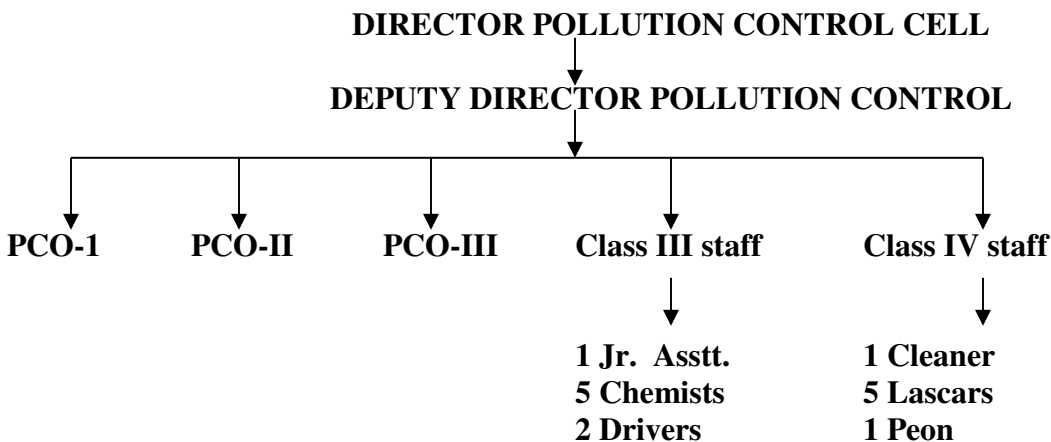 DIRECTOR POLLUTION CONTROL CELL
DEPUTY DIRECTOR POLLUTION CONTROL
PCO-1 PCO-II PCO-III Class III staff Class IV staff
1 Jr. Asstt. 1 Cleaner
5 Chemists 5 Lascars
2 Drivers 1 Peon